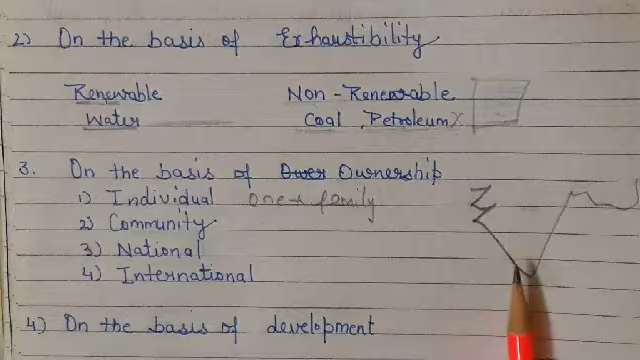 2) On the basis of Exhaustibility
Renewable Non-Renewable
Water Coal, Petroleum X
3. On the basis of Ownership
1) Individual one family
2) Community
3) National
4) International
4) On the basis of development